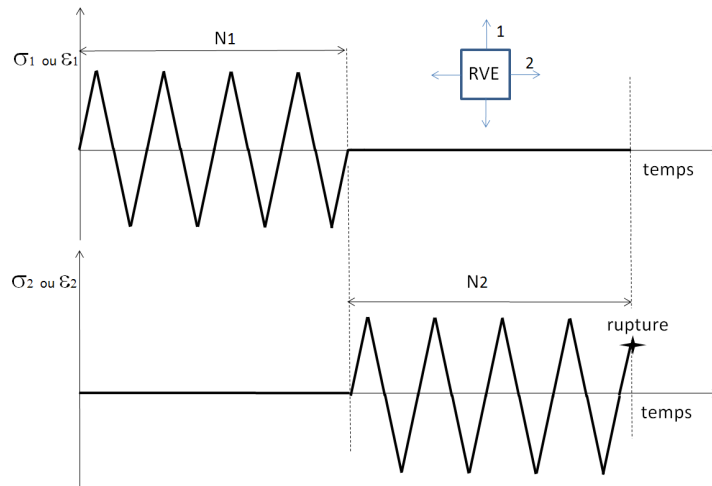 N1
1
σ1 ou ε1
2
RVE
temps
σ2 ou ε2
N2
rupture
temps